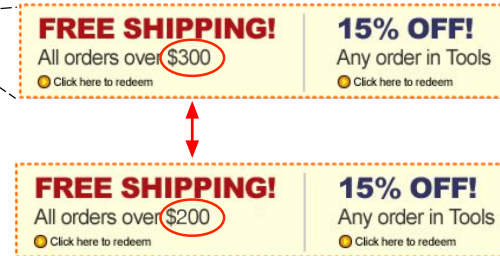 FREE SHIPPING!
All orders over $300
Click here to redeem
15% OFF!
Any order in Tools
Click here to redeem
FREE SHIPPING!
All orders over $200
Click here to redeem
15% OFF!
Any order in Tools
Click here to redeem